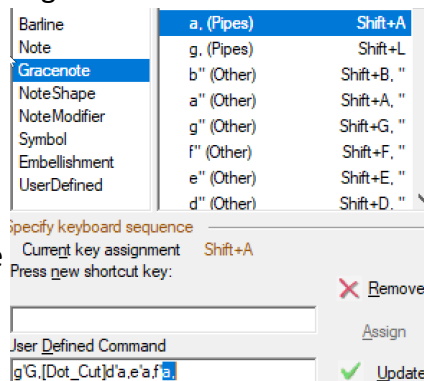 Barline
Note
Gracenote
NoteShape
NoteModifier
Symbol
Embellishment
UserDefined
a, (Pipes) Shift+A
g, (Pipes) Shift+L
b" (Other) Shift+B, "
a" (Other) Shift+A, "
g" (Other) Shift+G, "
f" (Other) Shift+F, "
e" (Other) Shift+E, "
d" (Other) Shift+D, "
Specify keyboard sequence
Current key assignment Shift+A
Press new shortcut key:
Remove
Assign
User Defined Command
g'G,[Dot_Cut]d'a,e'a,f'a,
Update